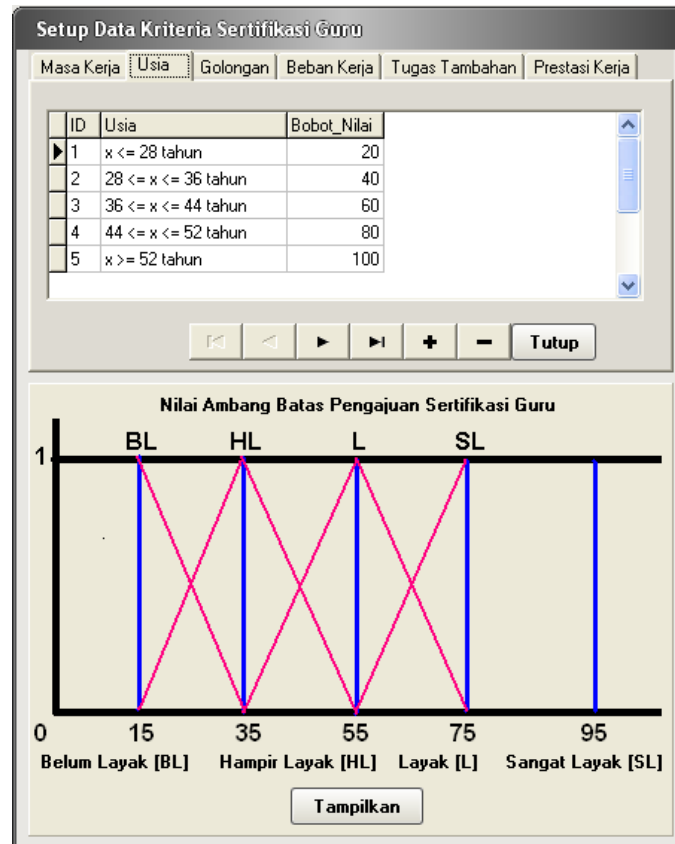 Setup Data Kriteria Sertifikasi Guru
Masa Kerja Usia Golongan Beban Kerja Tugas Tambahan Prestasi Kerja
ID Usia Bobot_Nilai
1 x <= 28 tahun 20
2 28 <= x <= 36 tahun 40
3 36 <= x <= 44 tahun 60
4 44 <= x <= 52 tahun 80
5 x >= 52 tahun 100
Tutup
Nilai Ambang Batas Pengajuan Sertifikasi Guru
BL HL L SL
1
0 15 35 55 75 95
Belum Layak [BL] Hampir Layak [HL] Layak [L] Sangat Layak [SL]
Tampilkan